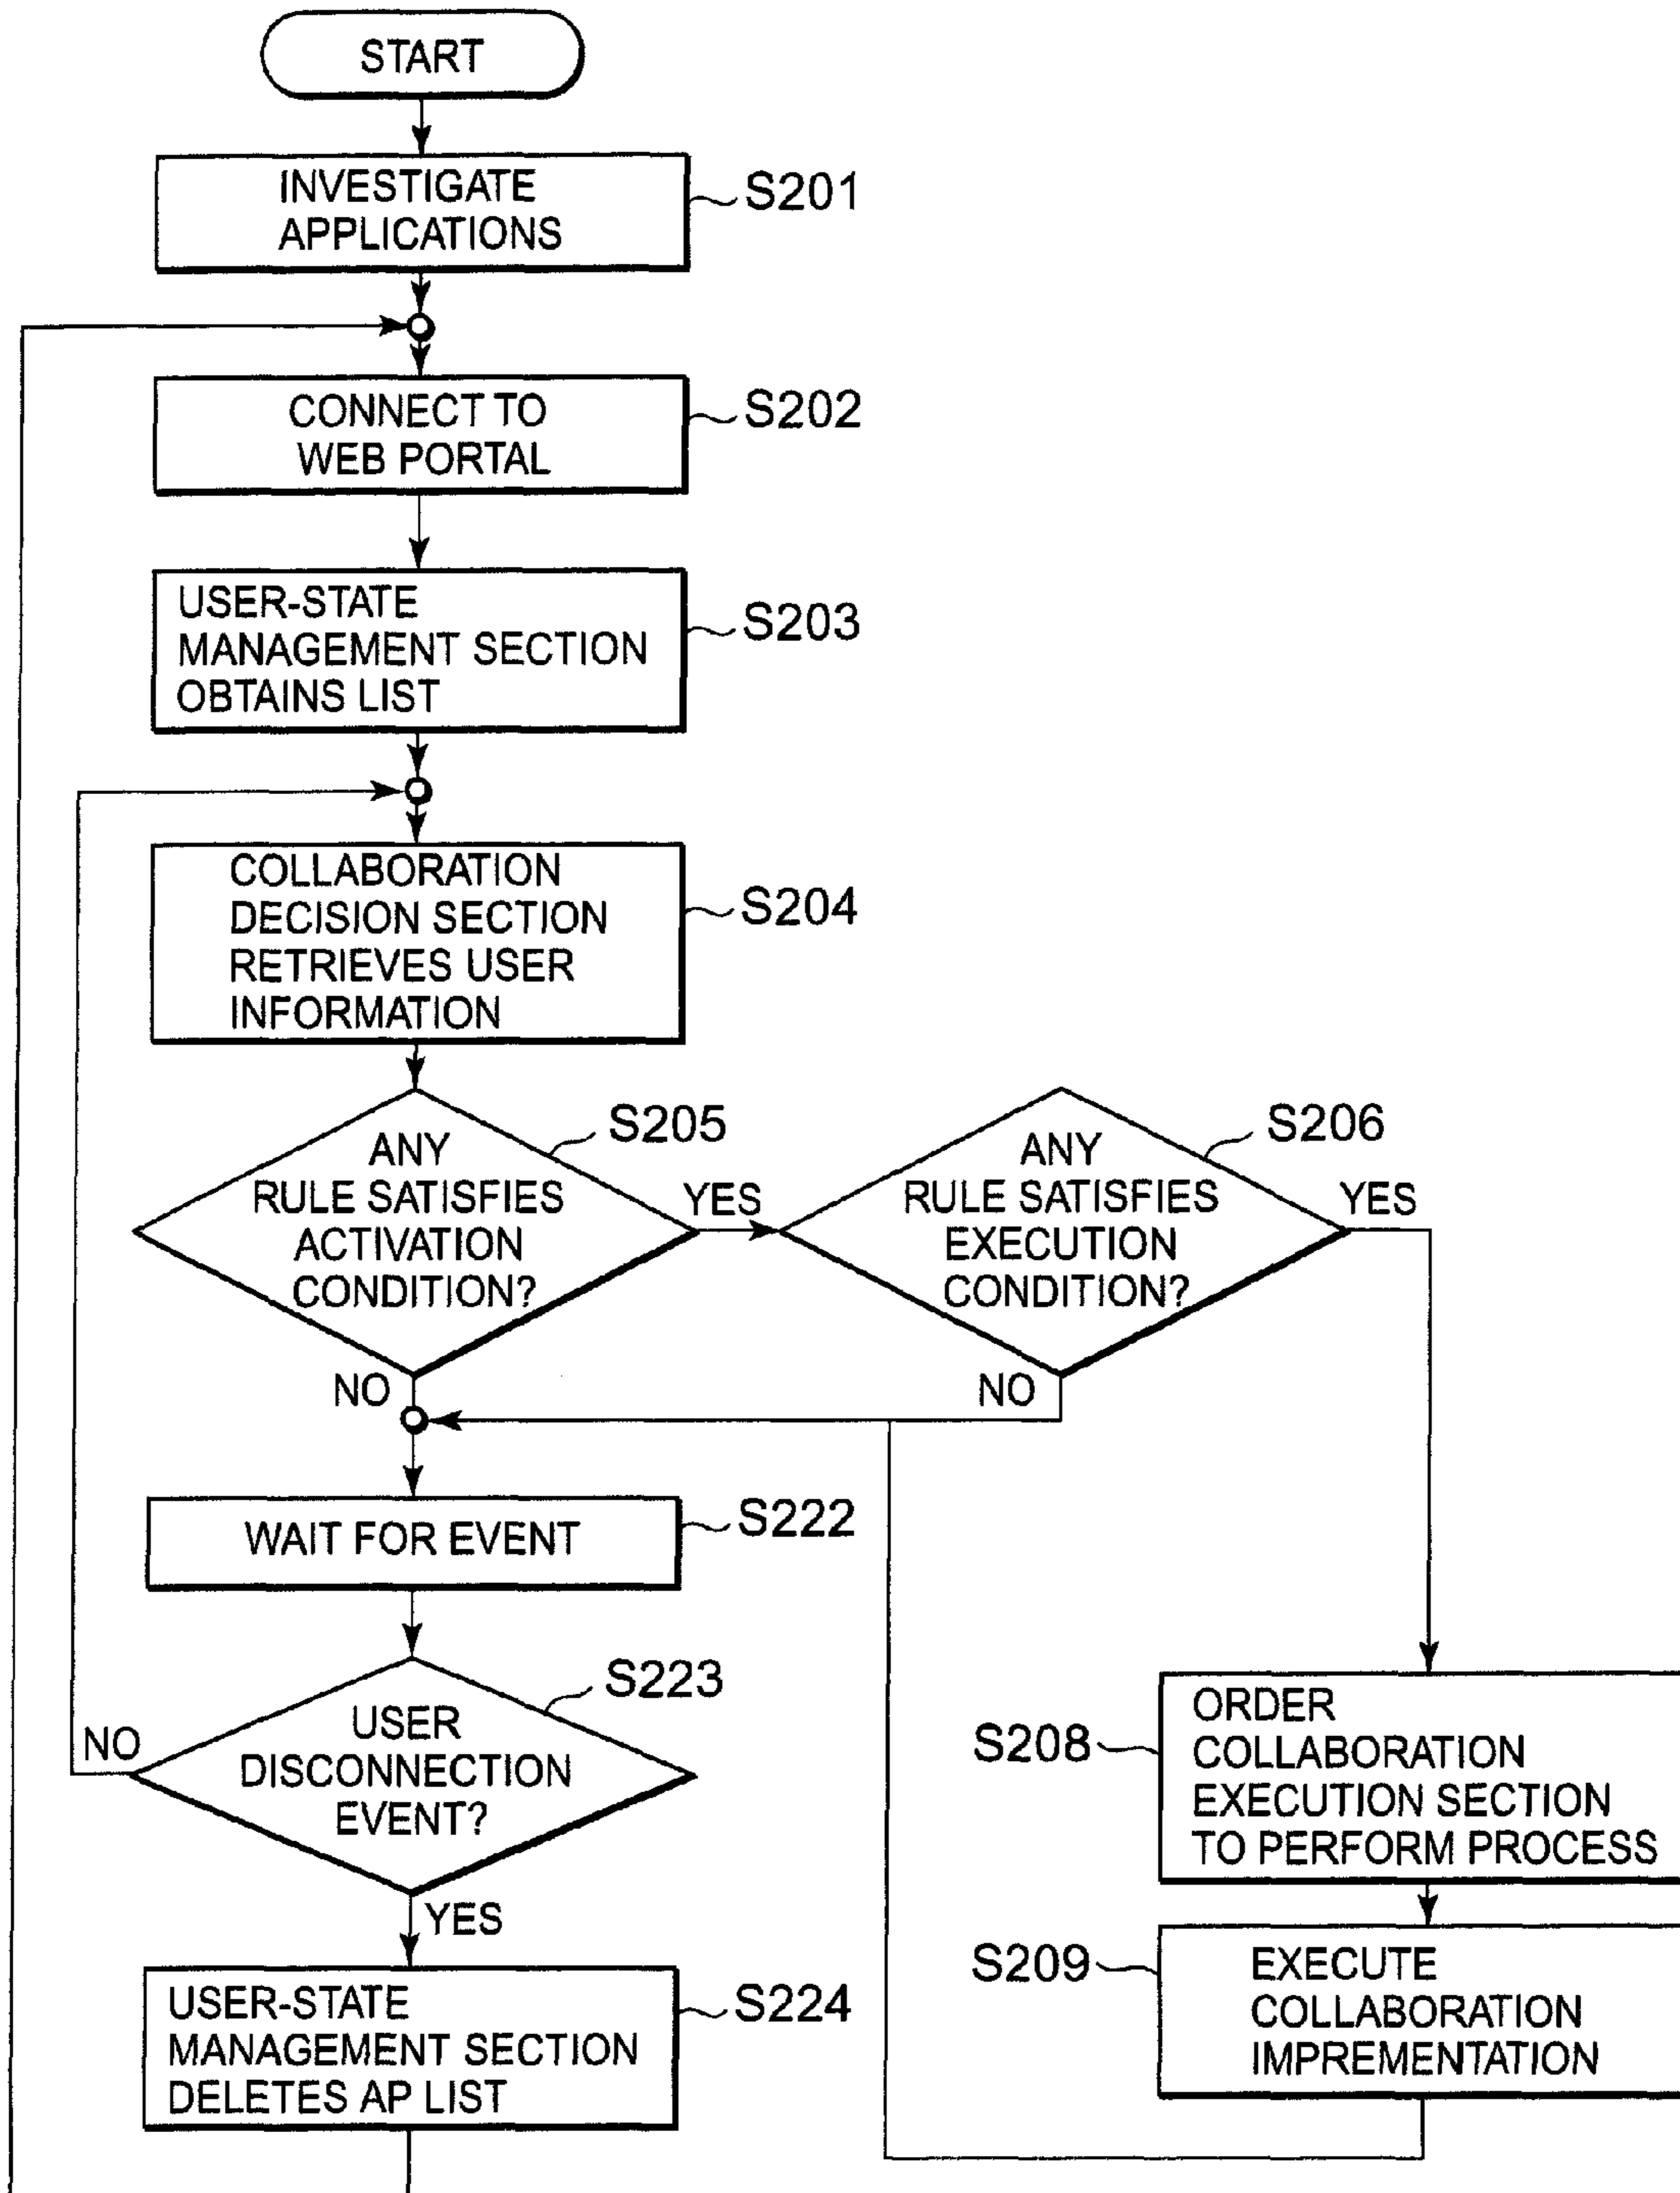 START
INVESTIGATE
APPLICATIONS
S201
CONNECT TO
WEB PORTAL
S202
USER-STATE
MANAGEMENT SECTION
OBTAINS LIST
S203
COLLABORATION
DECISION SECTION
RETRIEVES USER
INFORMATION
S204
ANY
RULE SATISFIES
ACTIVATION
CONDITION?
S205
YES
NO
ANY
RULE SATISFIES
EXECUTION
CONDITION?
S206
YES
NO
WAIT FOR EVENT
S222
USER
DISCONNECTION
EVENT?
S223
NO
YES
USER-STATE
MANAGEMENT SECTION
DELETES AP LIST
S224
S208
ORDER
COLLABORATION
EXECUTION SECTION
TO PERFORM PROCESS
S209
EXECUTE
COLLABORATION
IMPREMENTATION